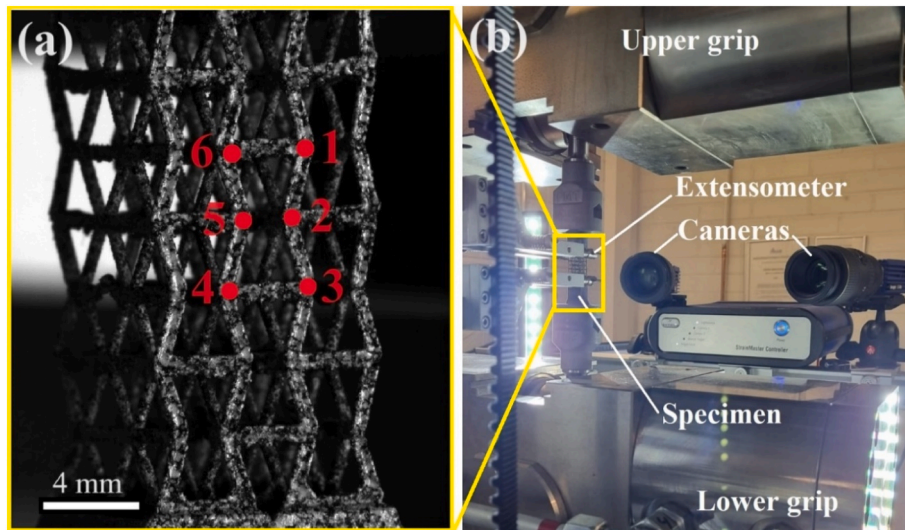 (a)
6
1
5
2
4
3
4 mm
(b)
Upper grip
Extensometer
Cameras
Specimen
Lower grip